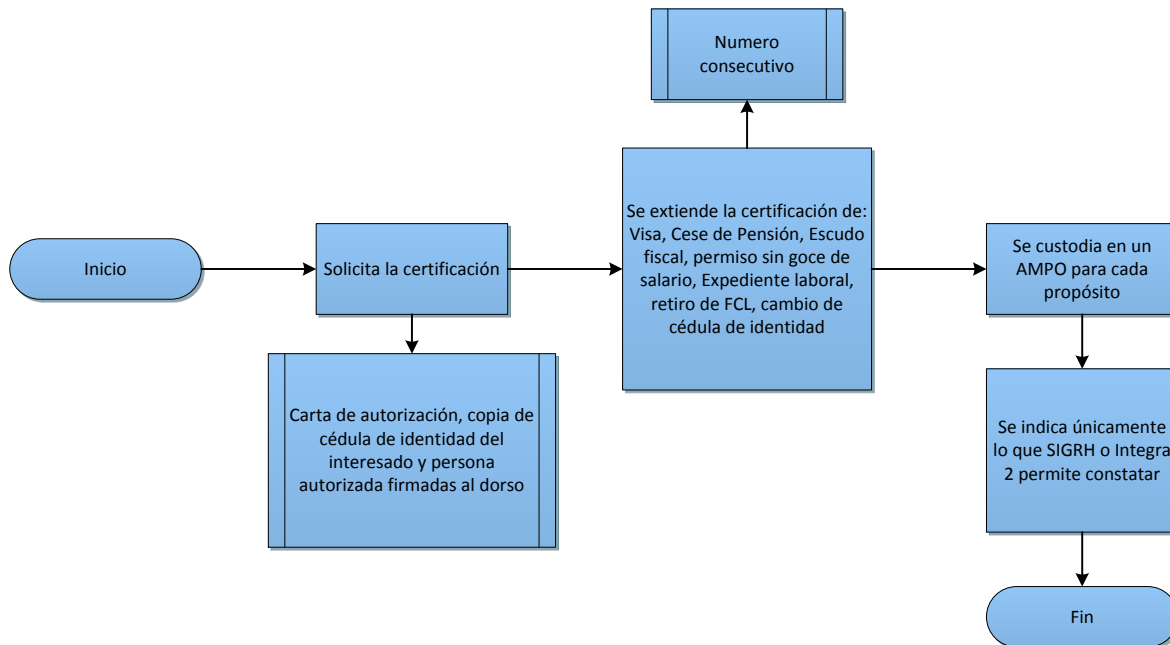 Numero
consecutivo
Inicio
Solicita la certificación
Se extiende la certificación de:
Visa, Cese de Pensión, Escudo
fiscal, permiso sin goce de
salario, Expediente laboral,
retiro de FCL, cambio de
cédula de identidad
Se custodia en un
AMPO para cada
propósito
Carta de autorización, copia de
cédula de identidad del
interesado y persona
autorizada firmadas al dorso
Se indica únicamente
lo que SIGRH o Integra
2 permite constatar
Fin